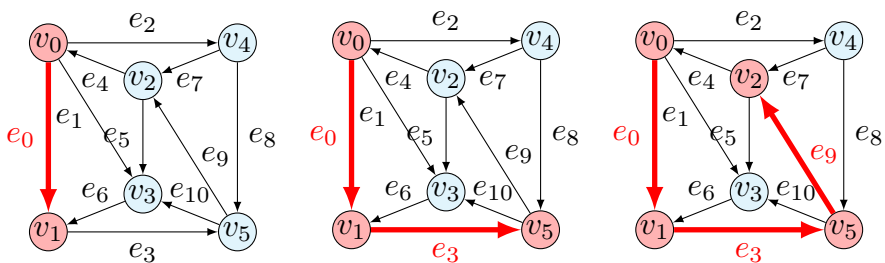 v0 e2 v4
e4 v2 e7
e0 e1 e5 e9 e8
e6 v3 e10
v1 e3 v5
v0 e2 v4
e4 v2 e7
e0 e1 e5 e9 e8
e6 v3 e10
v1 e3 v5
v0 e2 v4
e4 v2 e7
e0 e1 e5 e9 e8
e6 v3 e10
v1 e3 v5